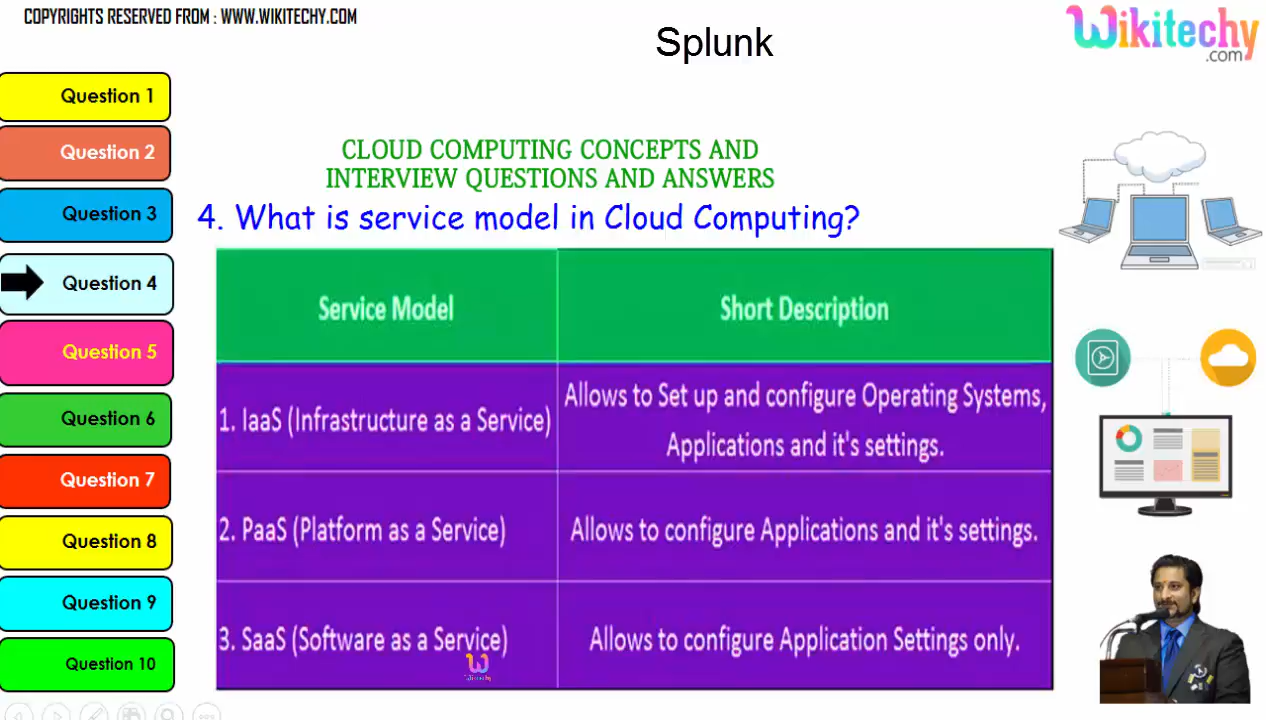 COPYRIGHTS RESERVED FROM : WWW.WIKITECHY.COM
Splunk
Wikitechy
.com
Question 1
Question 2
Question 3
Question 4
Question 5
Question 6
Question 7
Question 8
Question 9
Question 10
CLOUD COMPUTING CONCEPTS AND
INTERVIEW QUESTIONS AND ANSWERS
4. What is service model in Cloud Computing?
Service Model
Short Description
1. IaaS (Infrastructure as a Service)
Allows to Set up and configure Operating Systems,
Applications and it's settings.
2. PaaS (Platform as a Service)
Allows to configure Applications and it's settings.
3. SaaS (Software as a Service)
Allows to configure Application Settings only.
Wikitechy